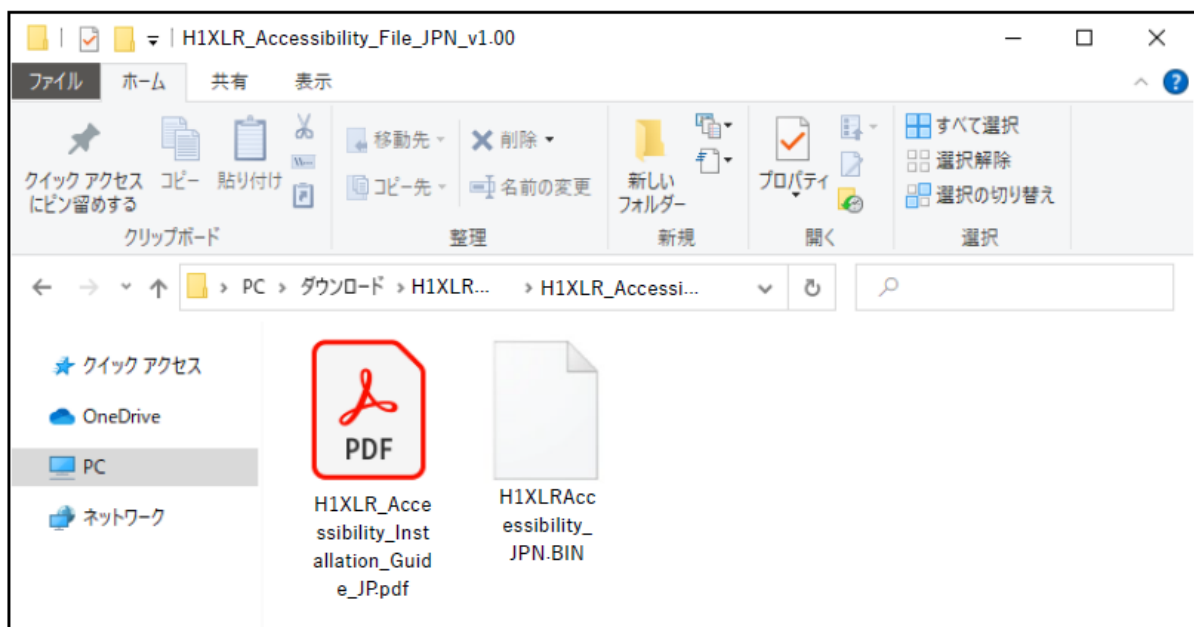 H1XLR_Accessibility_File_JPN_v1.00
ファイル ホーム 共有 表示
クイック アクセス
にピン留めする
コピー
貼り付け
移動先
コピー先
削除
名前の変更
新しい
フォルダー
プロパティ
すべて選択
選択解除
選択の切り替え
クリップボード 整理 新規 開く 選択
PC › ダウンロード › H1XLR... › H1XLR_Accessi...
クイック アクセス
OneDrive
PC
ネットワーク
PDF
H1XLR_Acce
ssibility_Inst
allation_Guid
e_JP.pdf
H1XLRAcc
essibility_
JPN.BIN